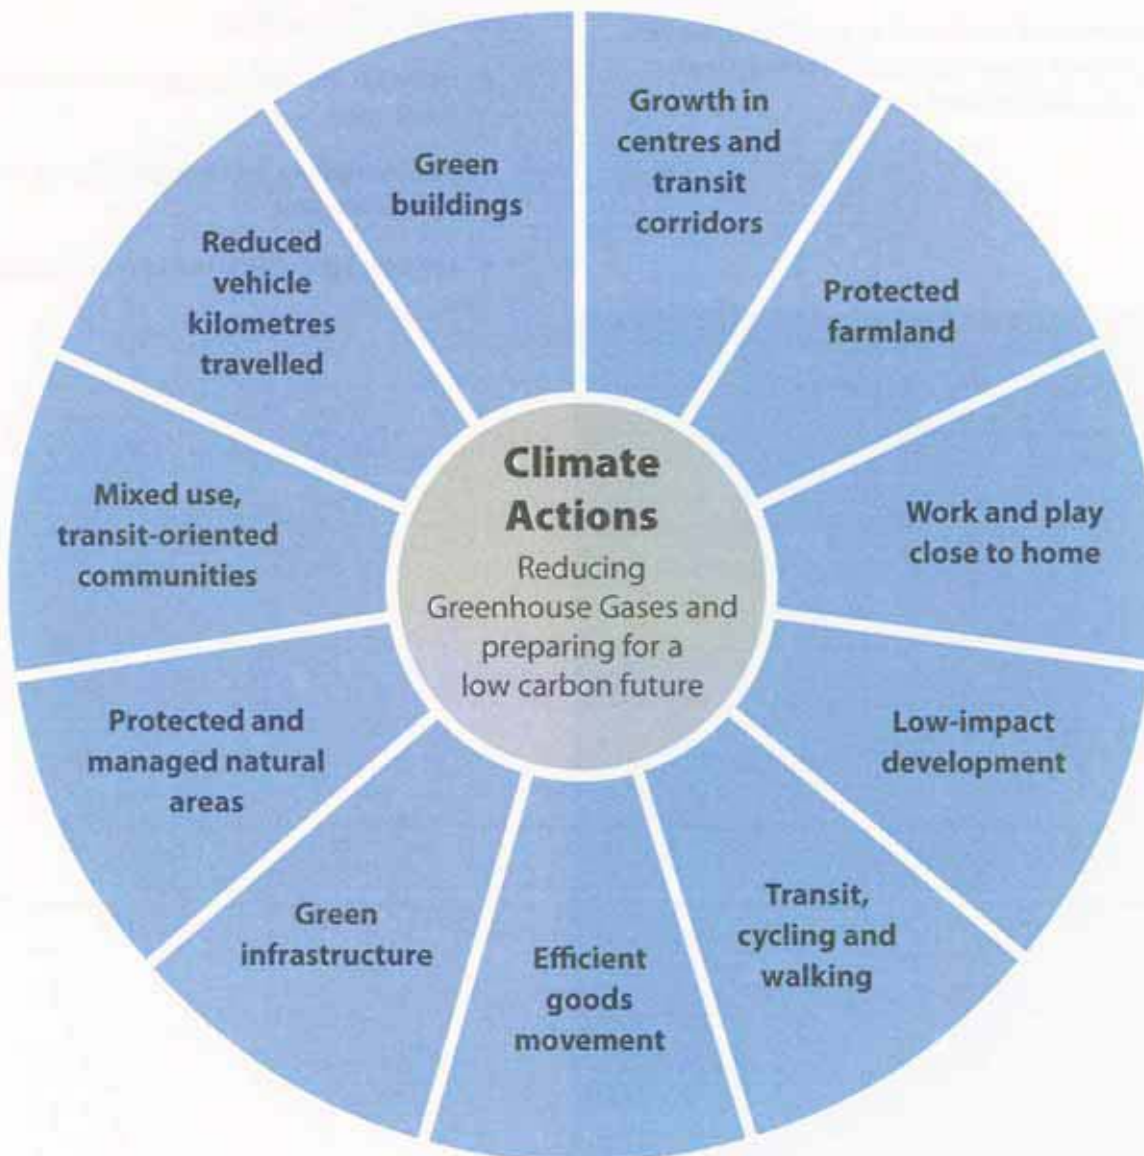 Climate
Actions
Reducing
Greenhouse Gases and
preparing for a
low carbon future
Growth in
centres and
transit
corridors
Protected
farmland
Work and play
close to home
Low-impact
development
Transit,
cycling and
walking
Efficient
goods
movement
Green
infrastructure
Protected and
managed natural
areas
Mixed use,
transit-oriented
communities
Reduced
vehicle
kilometres
travelled
Green
buildings